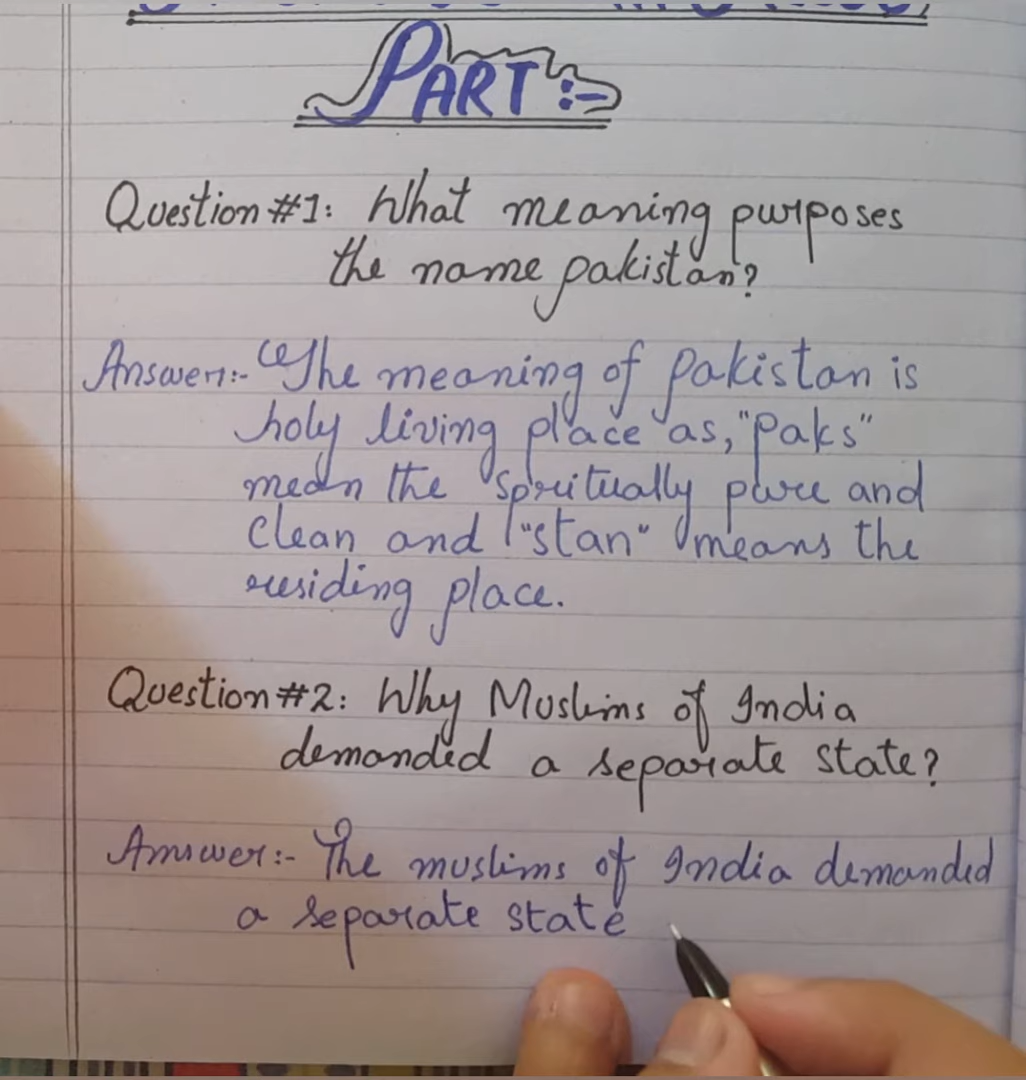 PART:-
Question #1: What meaning purposes
the name pakistan?
Answer:- "The meaning of pakistan is
holy living place as, "Paks"
mean the spritually pure and
clean and "stan" means the
residing place.
Question #2: Why Muslims of India
demanded a separate state?
Answer:- The muslims of India demanded
a separate state